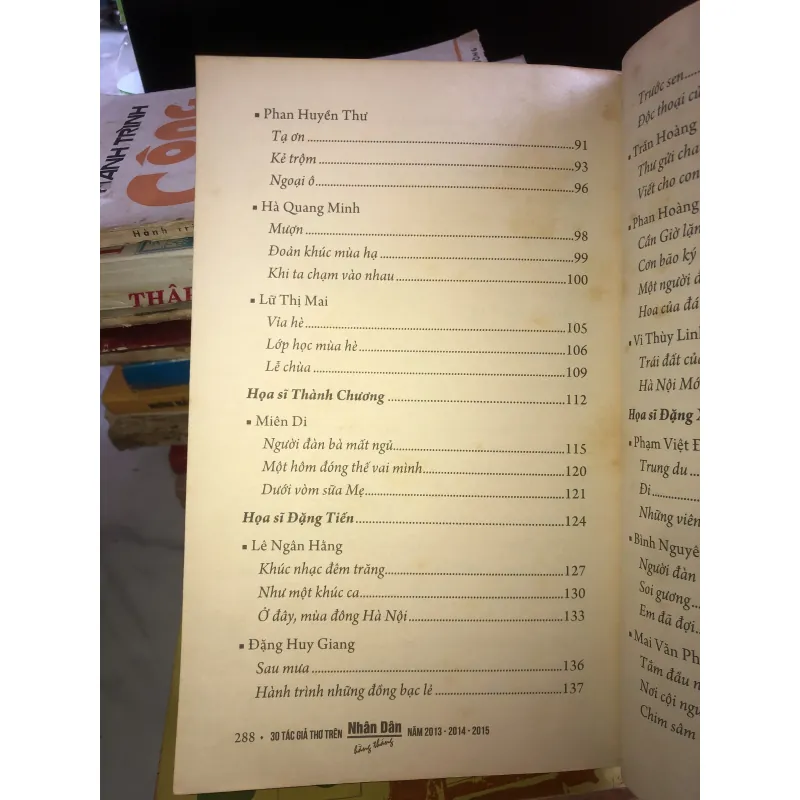 HÀNH TRÌNH
CÔNG
THẬP
▪ Phan Huyền Thư
Tạ ơn ........ 91
Kẻ trộm ........ 93
Ngoại ô ........ 96
▪ Hà Quang Minh
Mượn ........ 98
Đoản khúc mùa hạ ........ 99
Khi ta chạm vào nhau ........ 100
▪ Lữ Thị Mai
Vỉa hè ........ 105
Lớp học mùa hè ........ 106
Lễ chùa ........ 109
Họa sĩ Thành Chương ........ 112
▪ Miên Di
Người đàn bà mất ngủ ........ 115
Một hôm đóng thế vai mình ........ 120
Dưới vòm sữa Mẹ ........ 121
Họa sĩ Đặng Tiến ........ 124
▪ Lê Ngân Hằng
Khúc nhạc đêm trăng ........ 127
Như một khúc ca ........ 130
Ở đây, mùa đông Hà Nội ........ 133
▪ Đặng Huy Giang
Sau mưa ........ 136
Hành trình những đồng bạc lẻ ........ 137
288 • 30 TÁC GIẢ THƠ TRÊN Nhân Dân hằng tháng NĂM 2013 - 2014 - 2015
Trước sen
Độc thoại
▪ Trần Hoàng
Thư gửi cha
Viết cho con
▪ Phan Hoàng
Cần Giờ
Cơn bão ký
Một người
Hoa của đá
▪ Vi Thùy Linh
Trái đất
Hà Nội
Họa sĩ Đặng
▪ Phạm Việt
Trung du
Đi
Những viên
▪ Bình Nguyên
Người đàn
Soi gương
Em đã đợi
▪ Mai Văn
Tắm đầu
Nơi cội
Chim sâm